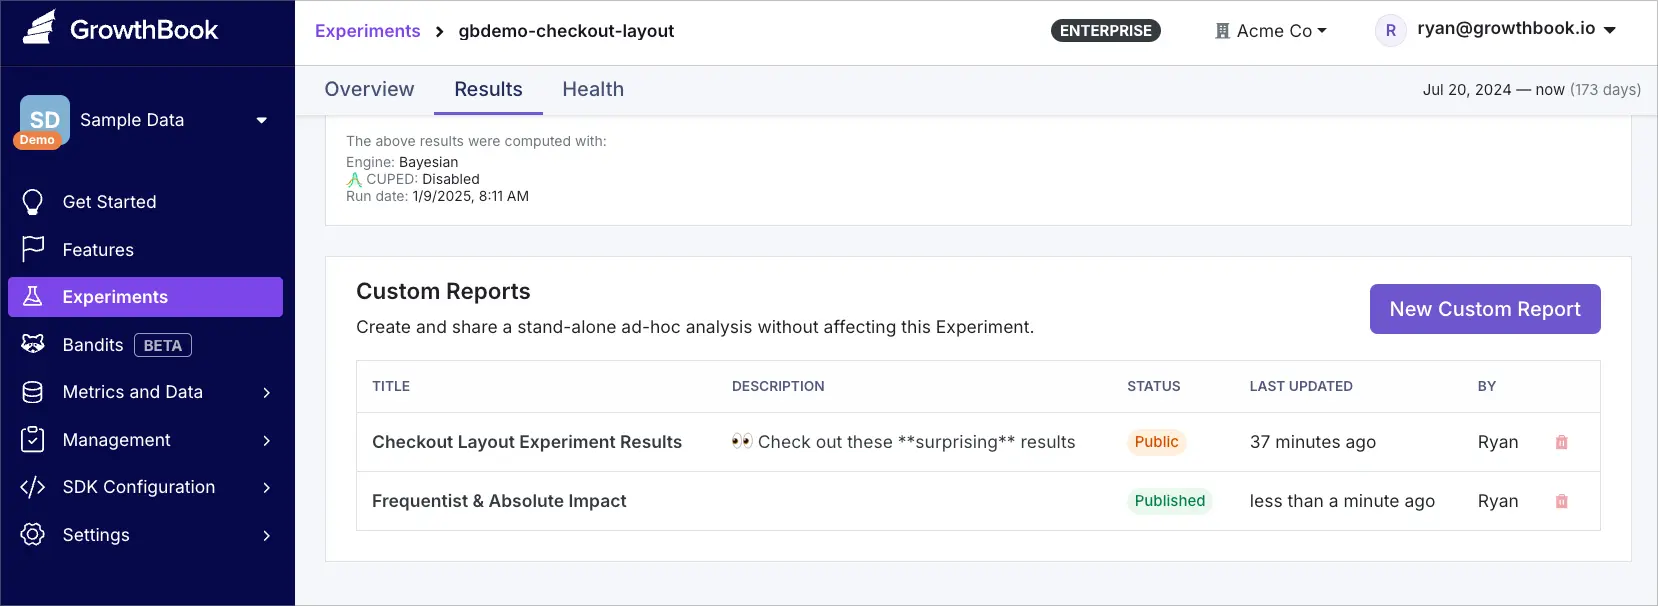 GrowthBook
Experiments > gbdemo-checkout-layout
ENTERPRISE
Acme Co
R ryan@growthbook.io
SD
Demo
Sample Data
Overview Results Health
Jul 20, 2024 — now (173 days)
Get Started
Features
Experiments
Bandits BETA
Metrics and Data
Management
SDK Configuration
Settings
The above results were computed with:
Engine: Bayesian
CUPED: Disabled
Run date: 1/9/2025, 8:11 AM
Custom Reports
Create and share a stand-alone ad-hoc analysis without affecting this Experiment.
New Custom Report
TITLE DESCRIPTION STATUS LAST UPDATED BY
Checkout Layout Experiment Results 👀 Check out these **surprising** results Public 37 minutes ago Ryan
Frequentist & Absolute Impact Published less than a minute ago Ryan